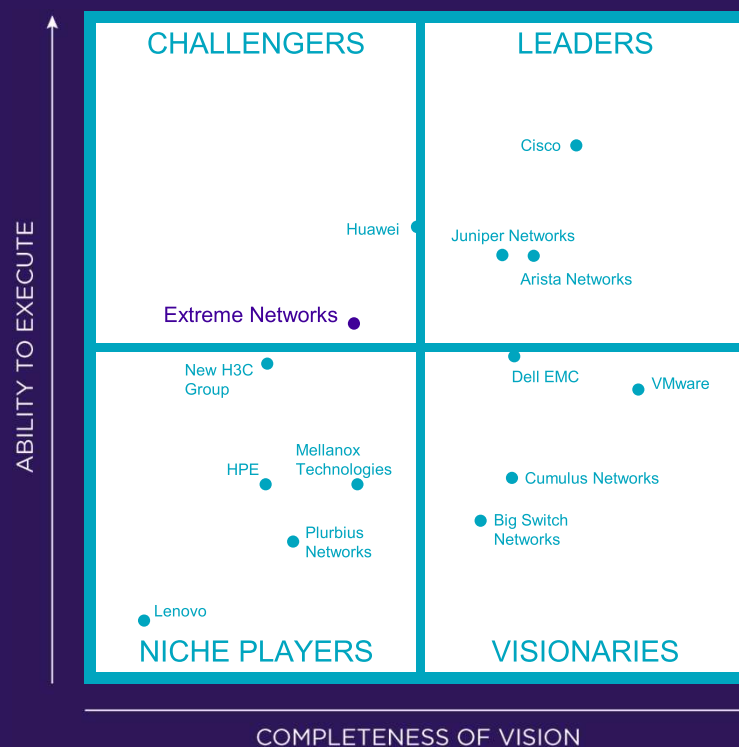 CHALLENGERS
LEADERS
Cisco
Huawei
Juniper Networks
Arista Networks
Extreme Networks
New H3C
Group
Dell EMC
VMware
Mellanox
Technologies
HPE
Cumulus Networks
Big Switch
Networks
Plurbius
Networks
Lenovo
NICHE PLAYERS
VISIONARIES
ABILITY TO EXECUTE
COMPLETENESS OF VISION